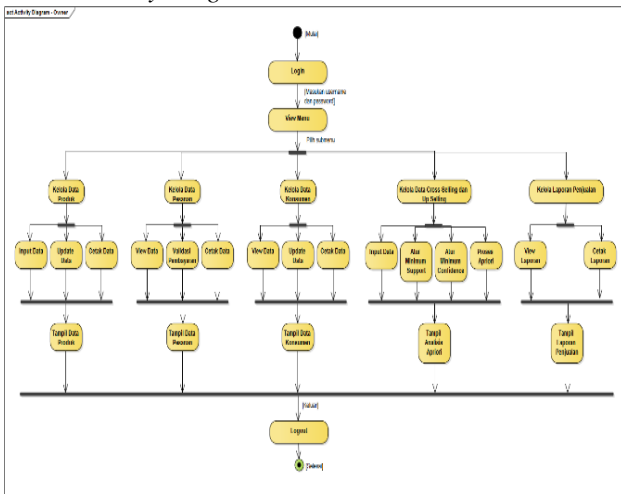 act Activity Diagram - Owner
[Mulai]
Login
[Masukan username
dan password]
View Menu
Pilih submenu
Kelola Data
Produk
Kelola Data
Pesanan
Kelola Data
Konsumen
Kelola Data Cross Selling dan
Up Selling
Kelola Laporan Penjualan
Input Data
Update
Data
Cetak Data
View Data
Validasi
Pembayaran
Cetak Data
View Data
Update
Data
Cetak Data
Input Data
Atur
Minimum
Support
Atur
Minimum
Confidence
Proses
Apriori
View
Laporan
Cetak
Laporan
Tampil Data
Produk
Tampil Data
Pesanan
Tampil Data
Konsumen
Tampil
Analisis
Apriori
Tampil
Laporan
Penjualan
[Keluar]
Logout
[Selesai]